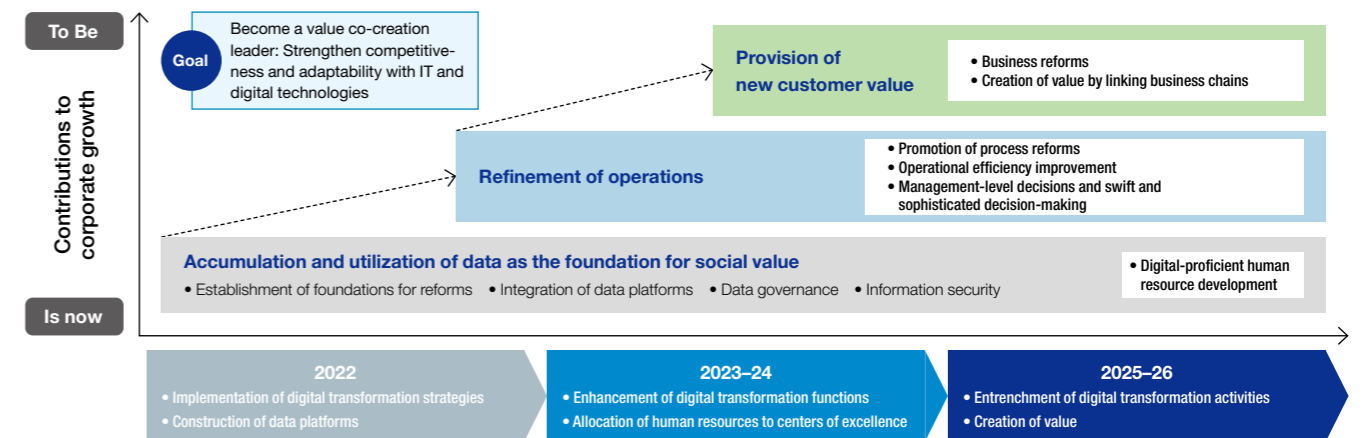 To Be
Contributions to
corporate growth
Is now
Goal
Become a value co-creation
leader: Strengthen competitive-
ness and adaptability with IT and
digital technologies
Provision of
new customer value
• Business reforms
• Creation of value by linking business chains
Refinement of operations
• Promotion of process reforms
• Operational efficiency improvement
• Management-level decisions and swift and
sophisticated decision-making
Accumulation and utilization of data as the foundation for social value
• Establishment of foundations for reforms • Integration of data platforms • Data governance • Information security
• Digital-proficient human
resource development
2022
• Implementation of digital transformation strategies
• Construction of data platforms
2023–24
• Enhancement of digital transformation functions
• Allocation of human resources to centers of excellence
2025–26
• Entrenchment of digital transformation activities
• Creation of value